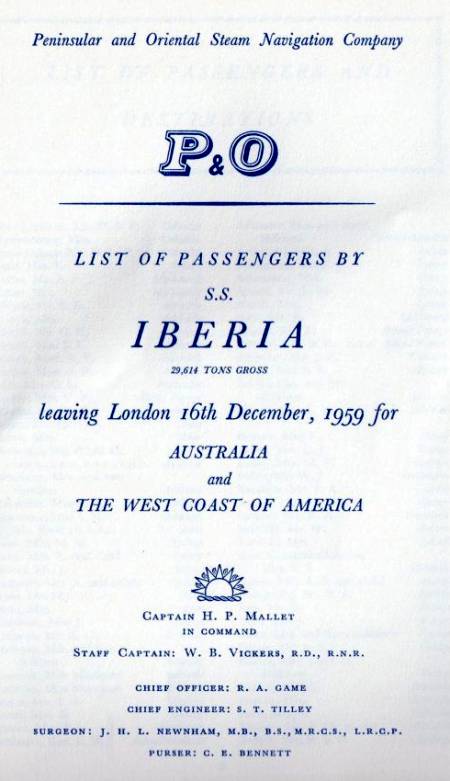 Peninsular and Oriental Steam Navigation Company
P&O
LIST OF PASSENGERS BY
S.S.
IBERIA
29,614 TONS GROSS
leaving London 16th December, 1959 for
AUSTRALIA
and
THE WEST COAST OF AMERICA
CAPTAIN H. P. MALLET
IN COMMAND
STAFF CAPTAIN: W. B. VICKERS, R.D., R.N.R.
CHIEF OFFICER: R. A. GAME
CHIEF ENGINEER: S. T. TILLEY
SURGEON: J. H. L. NEWNHAM, M.B., B.S., M.R.C.S., L.R.C.P.
PURSER: C. E. BENNETT